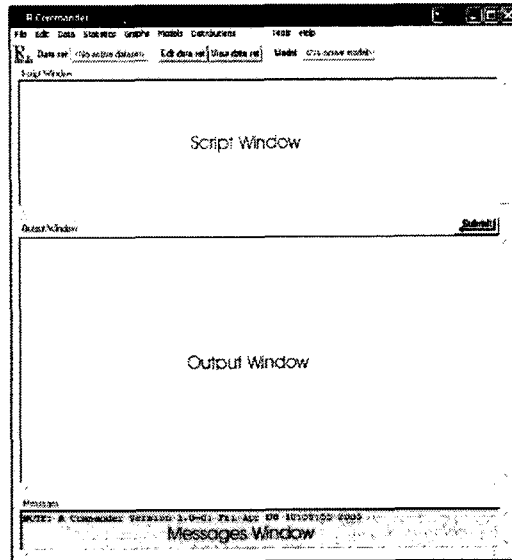 R Commander
File Edit Data Statistics Graphs Models Distributions Tools Help
Data set: <No active dataset> Edit data set View data set Model: <No active model>
Script Window
Script Window
Output Window
Submit
Output Window
Messages
NOTE: R Commander Version 1.0-0: Fri Apr 08 2005
Messages Window